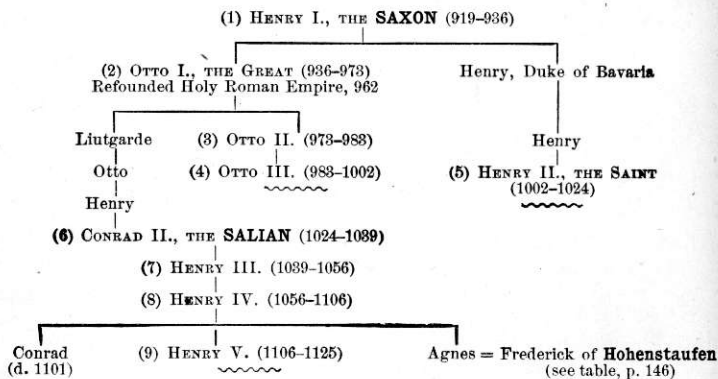 (1) HENRY I., THE SAXON (919–936)
(2) OTTO I., THE GREAT (936–973)
Refounded Holy Roman Empire, 962
Henry, Duke of Bavaria
Liutgarde
(3) OTTO II. (973–983)
Henry
Otto
(4) OTTO III. (983–1002)
(5) HENRY II., THE SAINT
(1002–1024)
Henry
(6) CONRAD II., THE SALIAN (1024–1039)
(7) HENRY III. (1039–1056)
(8) HENRY IV. (1056–1106)
Conrad
(d. 1101)
(9) HENRY V. (1106–1125)
Agnes = Frederick of Hohenstaufen
(see table, p. 146)